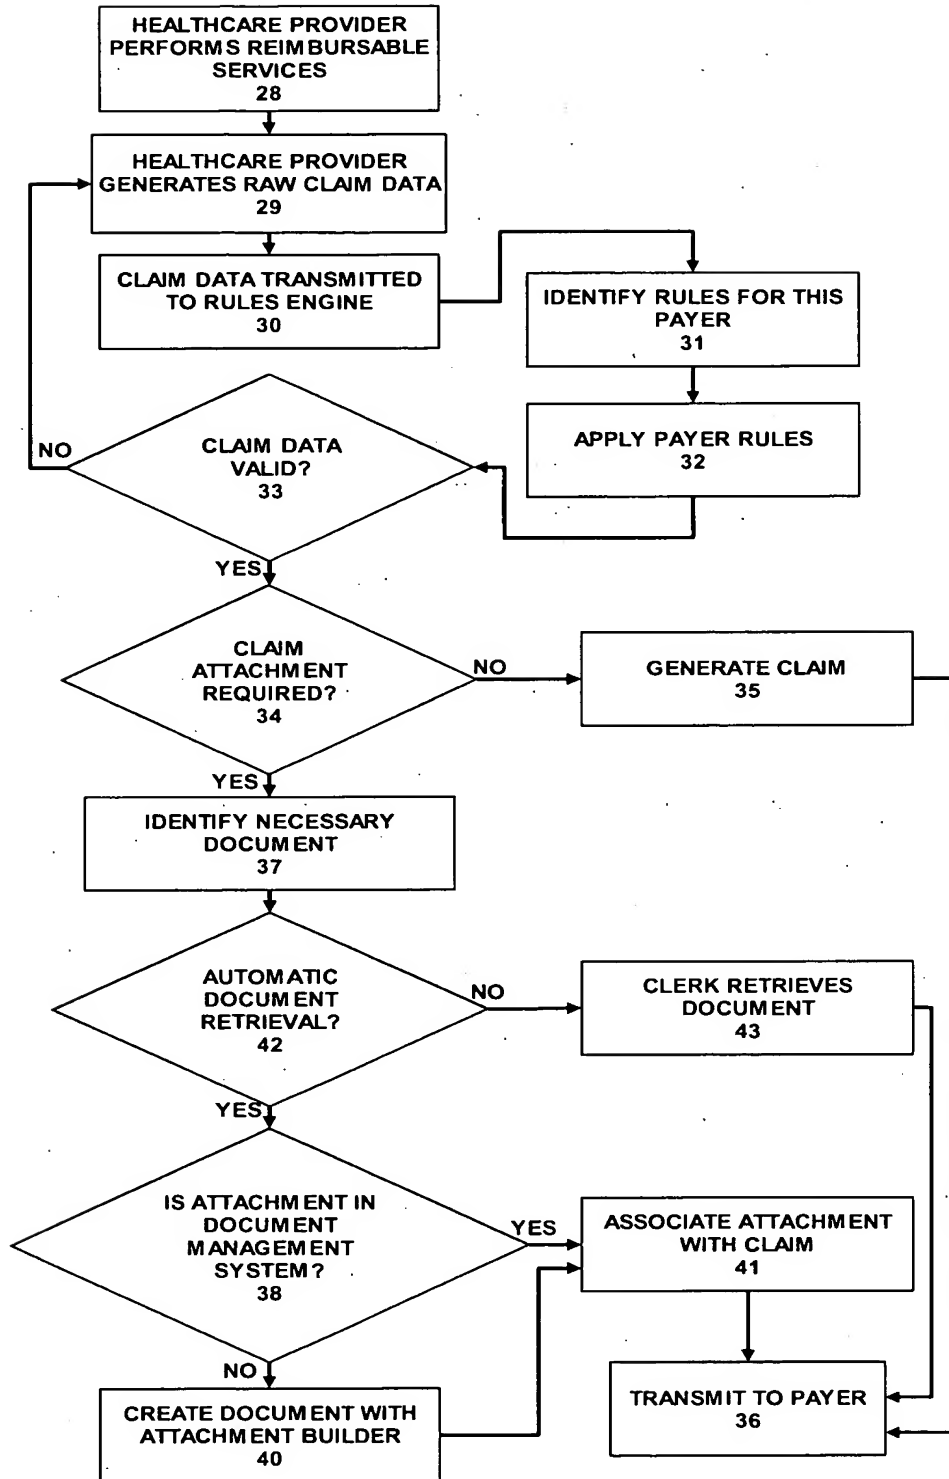 HEALTHCARE PROVIDER
PERFORMS REIMBURSABLE
SERVICES
28
HEALTHCARE PROVIDER
GENERATES RAW CLAIM DATA
29
CLAIM DATA TRANSMITTED
TO RULES ENGINE
30
IDENTIFY RULES FOR THIS
PAYER
31
APPLY PAYER RULES
32
NO
CLAIM DATA
VALID?
33
YES
CLAIM
ATTACHMENT
REQUIRED?
34
NO
GENERATE CLAIM
35
YES
IDENTIFY NECESSARY
DOCUMENT
37
AUTOMATIC
DOCUMENT
RETRIEVAL?
42
NO
CLERK RETRIEVES
DOCUMENT
43
YES
IS ATTACHMENT IN
DOCUMENT
MANAGEMENT
SYSTEM?
38
YES
ASSOCIATE ATTACHMENT
WITH CLAIM
41
NO
CREATE DOCUMENT WITH
ATTACHMENT BUILDER
40
TRANSMIT TO PAYER
36